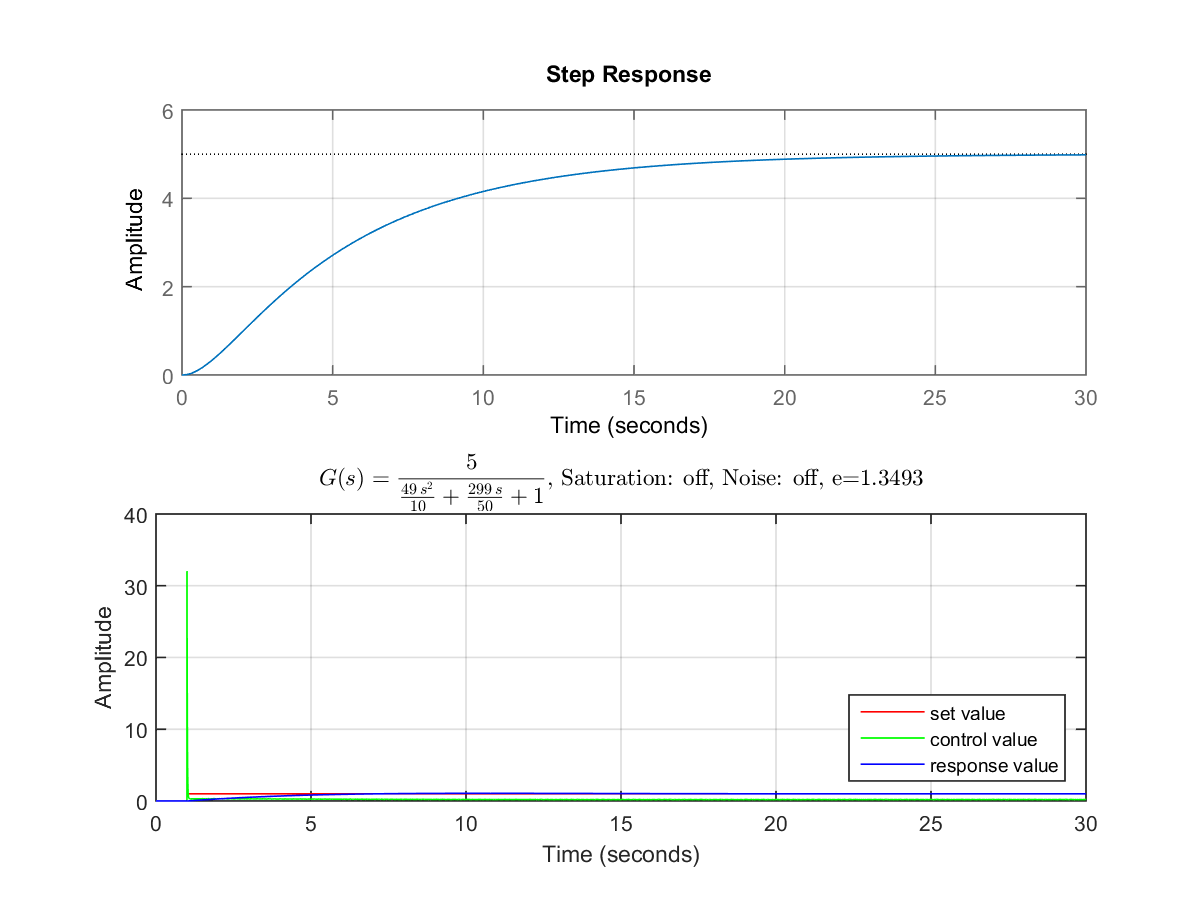 Step Response
6
4
2
0
Amplitude
0 5 10 15 20 25 30
Time (seconds)
G(s) = 5 / (49 s² / 10 + 299 s / 50 + 1), Saturation: off, Noise: off, e=1.3493
40
30
20
10
0
Amplitude
set value
control value
response value
0 5 10 15 20 25 30
Time (seconds)